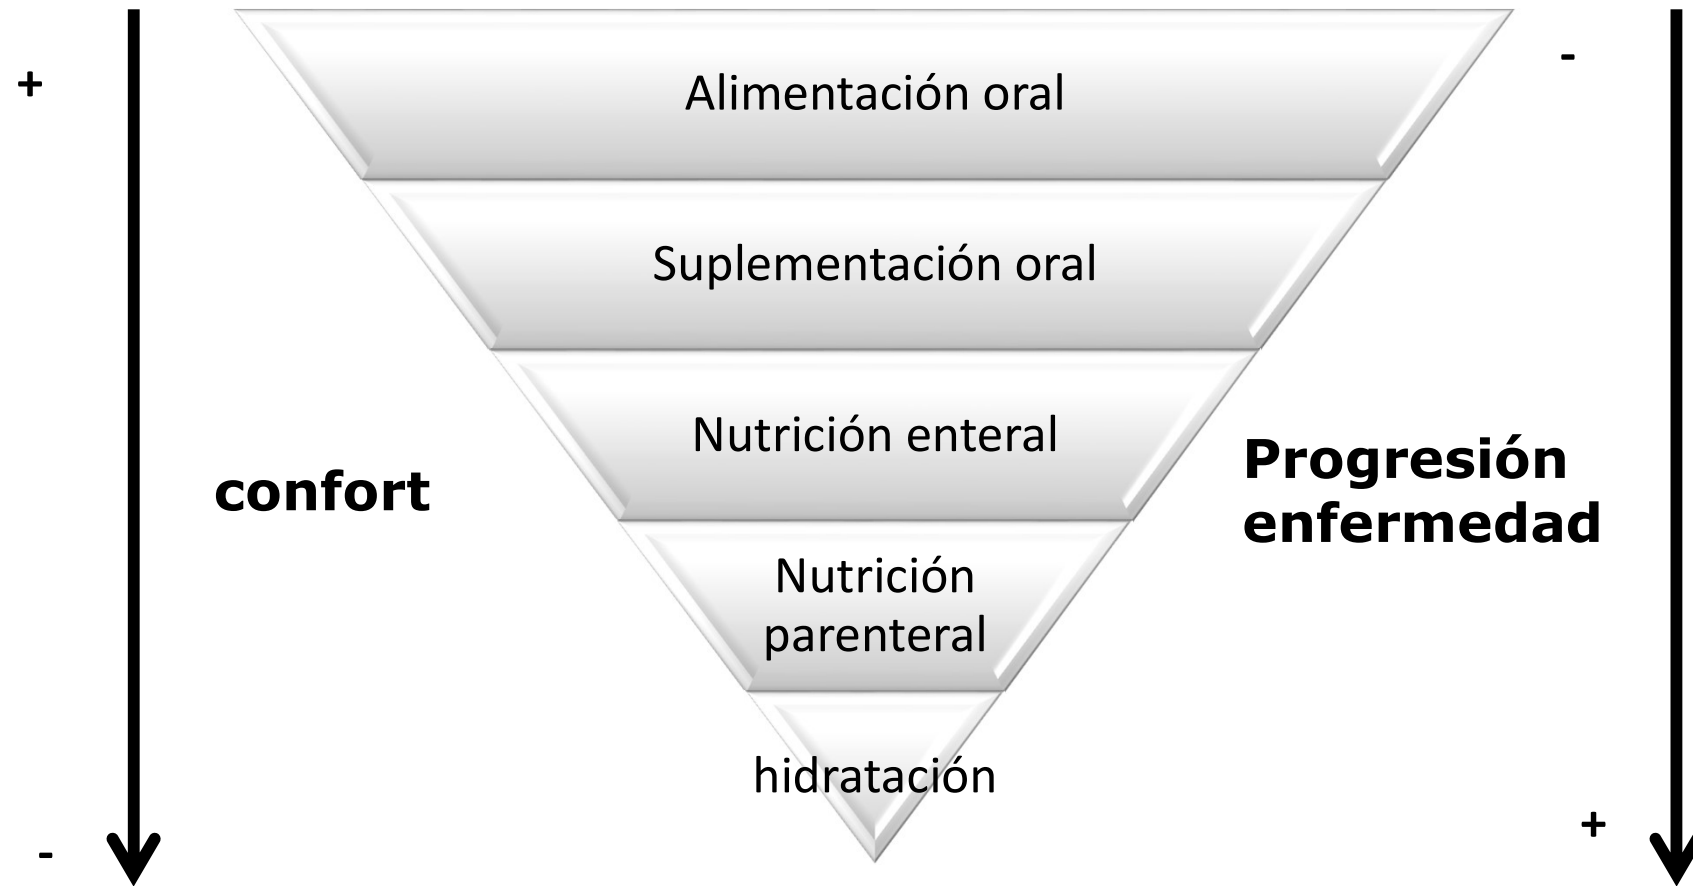 +
-
Alimentación oral
Suplementación oral
Nutrición enteral
confort
Progresión
enfermedad
Nutrición
parenteral
hidratación
+
-